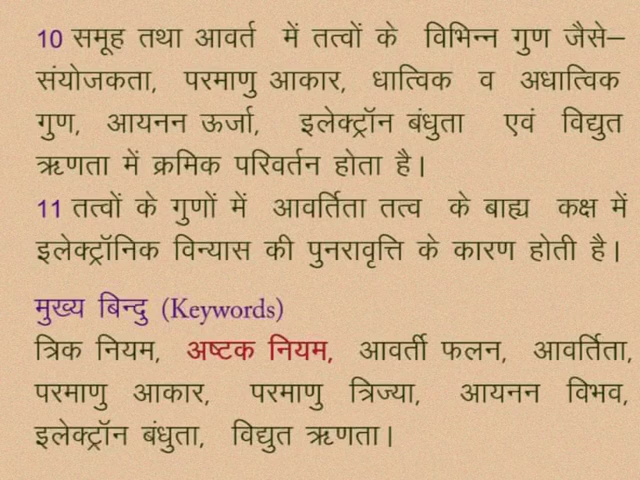 10 समूह तथा आवर्त में तत्वों के विभिन्न गुण जैसे–
संयोजकता, परमाणु आकार, धात्विक व अधात्विक
गुण, आयनन ऊर्जा, इलेक्ट्रॉन बंधुता एवं विद्युत
ऋणता में क्रमिक परिवर्तन होता है।
11 तत्वों के गुणों में आवर्तिता तत्व के बाह्य कक्ष में
इलेक्ट्रॉनिक विन्यास की पुनरावृत्ति के कारण होती है।
मुख्य बिन्दु (Keywords)
त्रिक नियम, अष्टक नियम, आवर्ती फलन, आवर्तिता,
परमाणु आकार, परमाणु त्रिज्या, आयनन विभव,
इलेक्ट्रॉन बंधुता, विद्युत ऋणता।